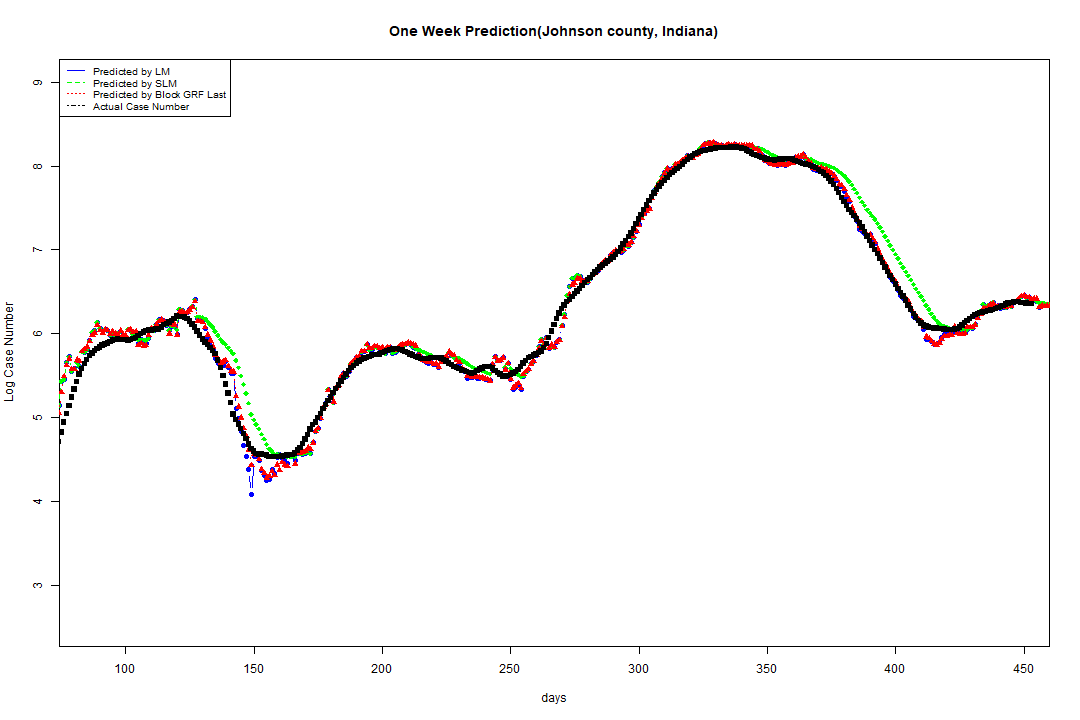 One Week Prediction(Johnson county, Indiana)
Predicted by LM
Predicted by SLM
Predicted by Block GRF Last
Actual Case Number
9
8
7
6
5
4
3
Log Case Number
100 150 200 250 300 350 400 450
days